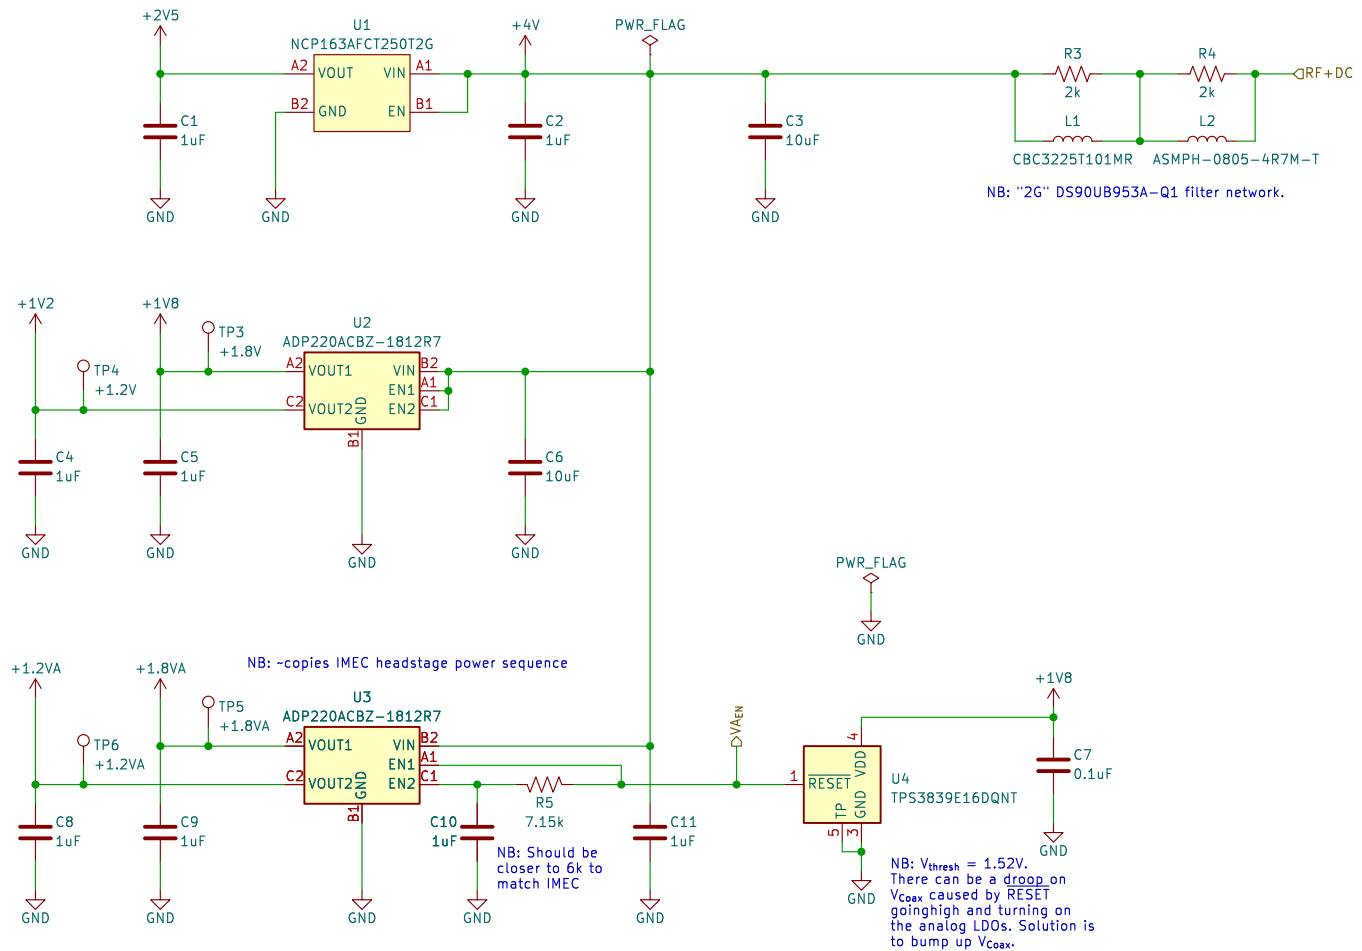 +2V5
U1
NCP163AFCT250T2G
A2 VOUT VIN A1
B2 GND EN B1
+4V
PWR_FLAG
C1
1uF
C2
1uF
C3
10uF
R3
2k
R4
2k
RF+DC
L1
CBC3225T101MR
L2
ASMPH-0805-4R7M-T
GND
GND
GND
GND
NB: "2G" DS90UB953A-Q1 filter network.
+1V2
+1V8
TP4
+1.2V
TP3
+1.8V
U2
ADP220ACBZ-1812R7
A2 VOUT1 VIN B2
EN1 A1
C2 VOUT2 GND EN2 C1
B1
C4
1uF
C5
1uF
C6
10uF
GND
GND
GND
GND
PWR_FLAG
GND
NB: ~copies IMEC headstage power sequence
+1.2VA
+1.8VA
TP6
+1.2VA
TP5
+1.8VA
U3
ADP220ACBZ-1812R7
A2 VOUT1 VIN B2
EN1 A1
C2 VOUT2 GND EN2 C1
B1
C8
1uF
C9
1uF
C10
1uF
R5
7.15k
C11
1uF
NB: Should be
closer to 6k to
match IMEC
GND
GND
GND
GND
GND
VAEN
1 RESET
4 VDD
5 TP
3 GND
U4
TPS3839E16DQNT
GND
+1V8
C7
0.1uF
GND
NB: Vthresh = 1.52V.
There can be a droop on
VCoax caused by RESET
goinghigh and turning on
the analog LDOs. Solution is
to bump up VCoax.